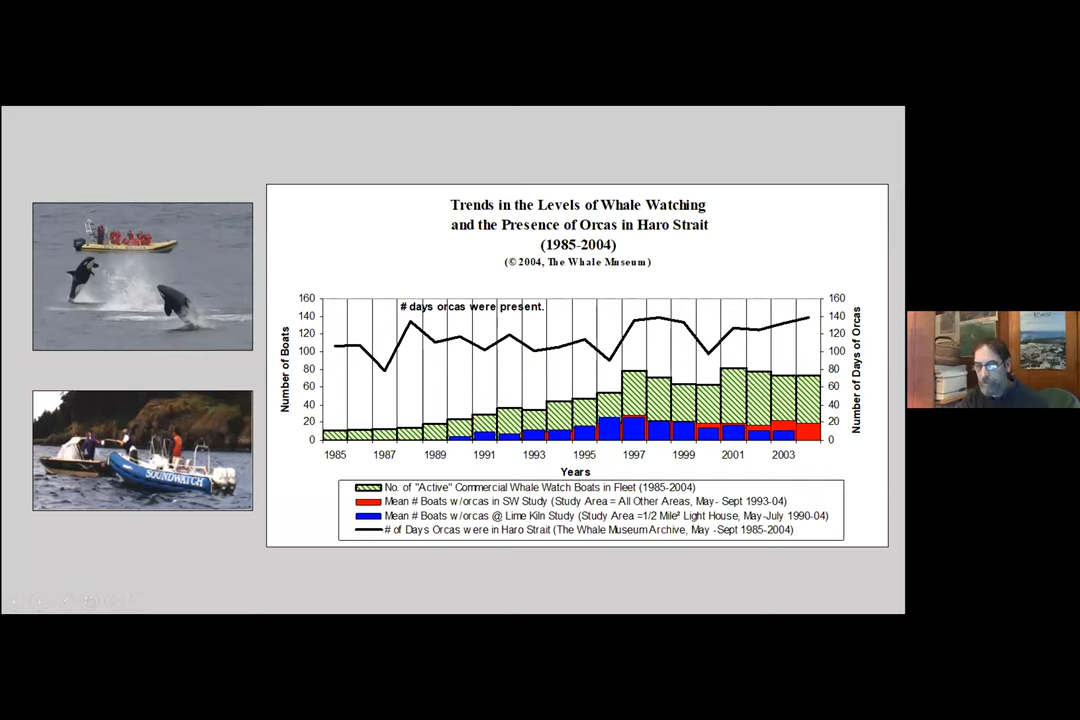 Trends in the Levels of Whale Watching
and the Presence of Orcas in Haro Strait
(1985-2004)
(© 2004, The Whale Museum)
# days orcas were present.
160
140
120
100
80
60
40
20
0
Number of Boats
160
140
120
100
80
60
40
20
0
Number of Days of Orcas
1985 1987 1989 1991 1993 1995 1997 1999 2001 2003
Years
No. of "Active" Commercial Whale Watch Boats in Fleet (1985-2004)
Mean # Boats w/orcas in SW Study (Study Area = All Other Areas, May- Sept 1993-04)
Mean # Boats w/orcas @ Lime Kiln Study (Study Area =1/2 Mile² Light House, May-July 1990-04)
# of Days Orcas were in Haro Strait (The Whale Museum Archive, May -Sept 1985-2004)
SOUNDWATCH